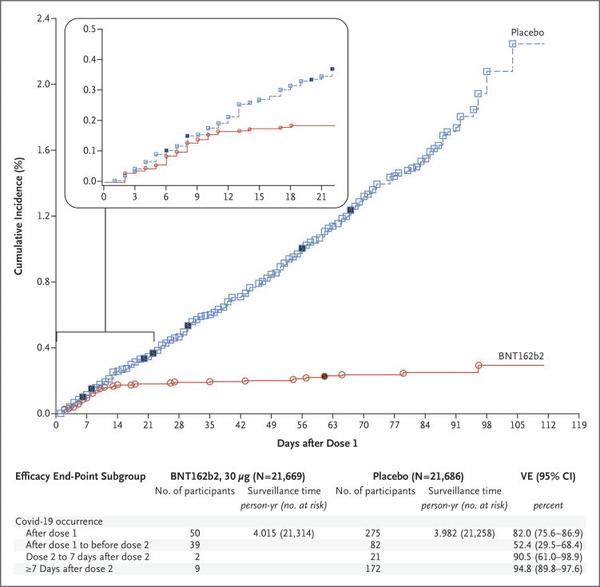 2.4
Placebo
2.0
1.6
1.2
0.8
0.4
0.0
Cumulative Incidence (%)
0.5
0.4
0.3
0.2
0.1
0.0
0 3 6 9 12 15 18 21
BNT162b2
0 7 14 21 28 35 42 49 56 63 70 77 84 91 98 105 112 119
Days after Dose 1
Efficacy End-Point Subgroup BNT162b2, 30 µg (N=21,669) Placebo (N=21,686) VE (95% CI)
No. of participants Surveillance time No. of participants Surveillance time
person-yr (no. at risk) person-yr (no. at risk) percent
Covid-19 occurrence
After dose 1 50 4.015 (21,314) 275 3.982 (21,258) 82.0 (75.6–86.9)
After dose 1 to before dose 2 39 82 52.4 (29.5–68.4)
Dose 2 to 7 days after dose 2 2 21 90.5 (61.0–98.9)
≥7 Days after dose 2 9 172 94.8 (89.8–97.6)